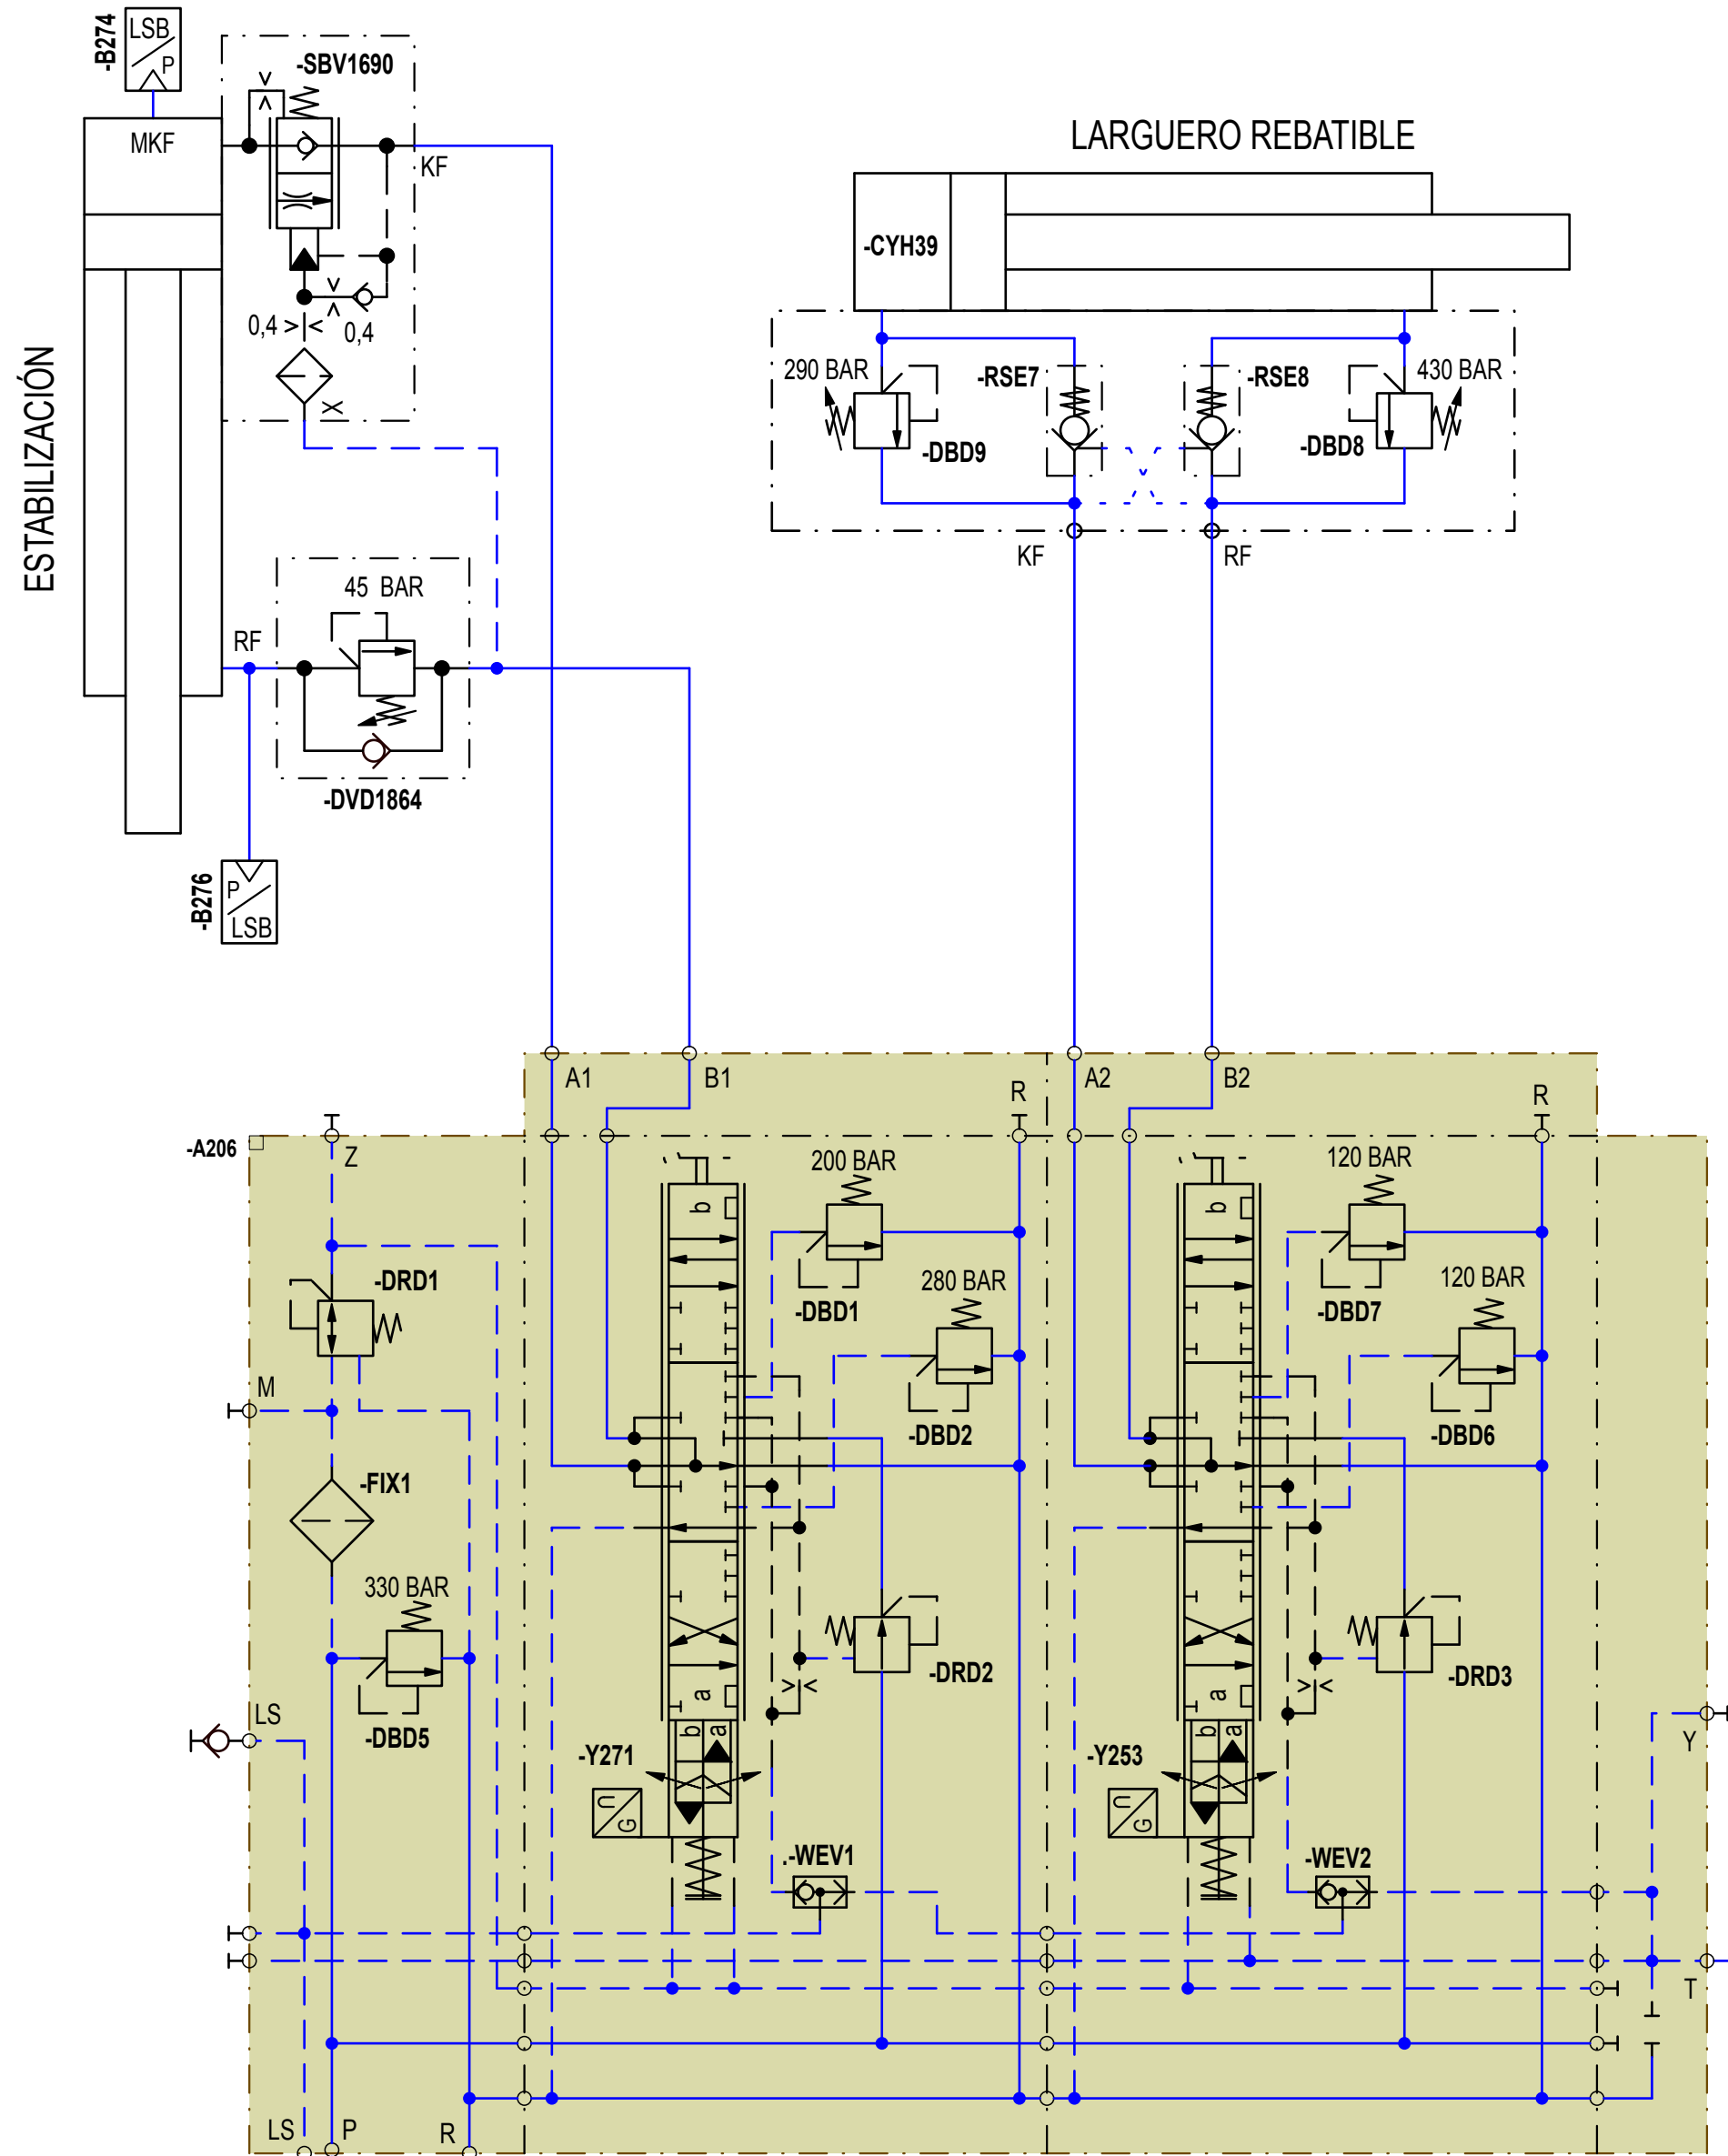 -B274
LSB
P
-SBV1690
MKF
KF
0,4
0,4
X
ESTABILIZACIÓN
LARGUERO REBATIBLE
-CYH39
290 BAR
-RSE7
-RSE8
430 BAR
-DBD9
-DBD8
KF
RF
45 BAR
RF
-DVD1864
-B276
P
LSB
A1
B1
R
A2
B2
R
-A206
Z
200 BAR
120 BAR
b
b
-DRD1
-DBD1
280 BAR
-DBD7
120 BAR
M
-DBD2
-DBD6
-FIX1
330 BAR
-DRD2
-DRD3
a
a
LS
-DBD5
b
a
b
a
Y
-Y271
-Y253
U
G
U
G
.-WEV1
-WEV2
T
LS
P
R